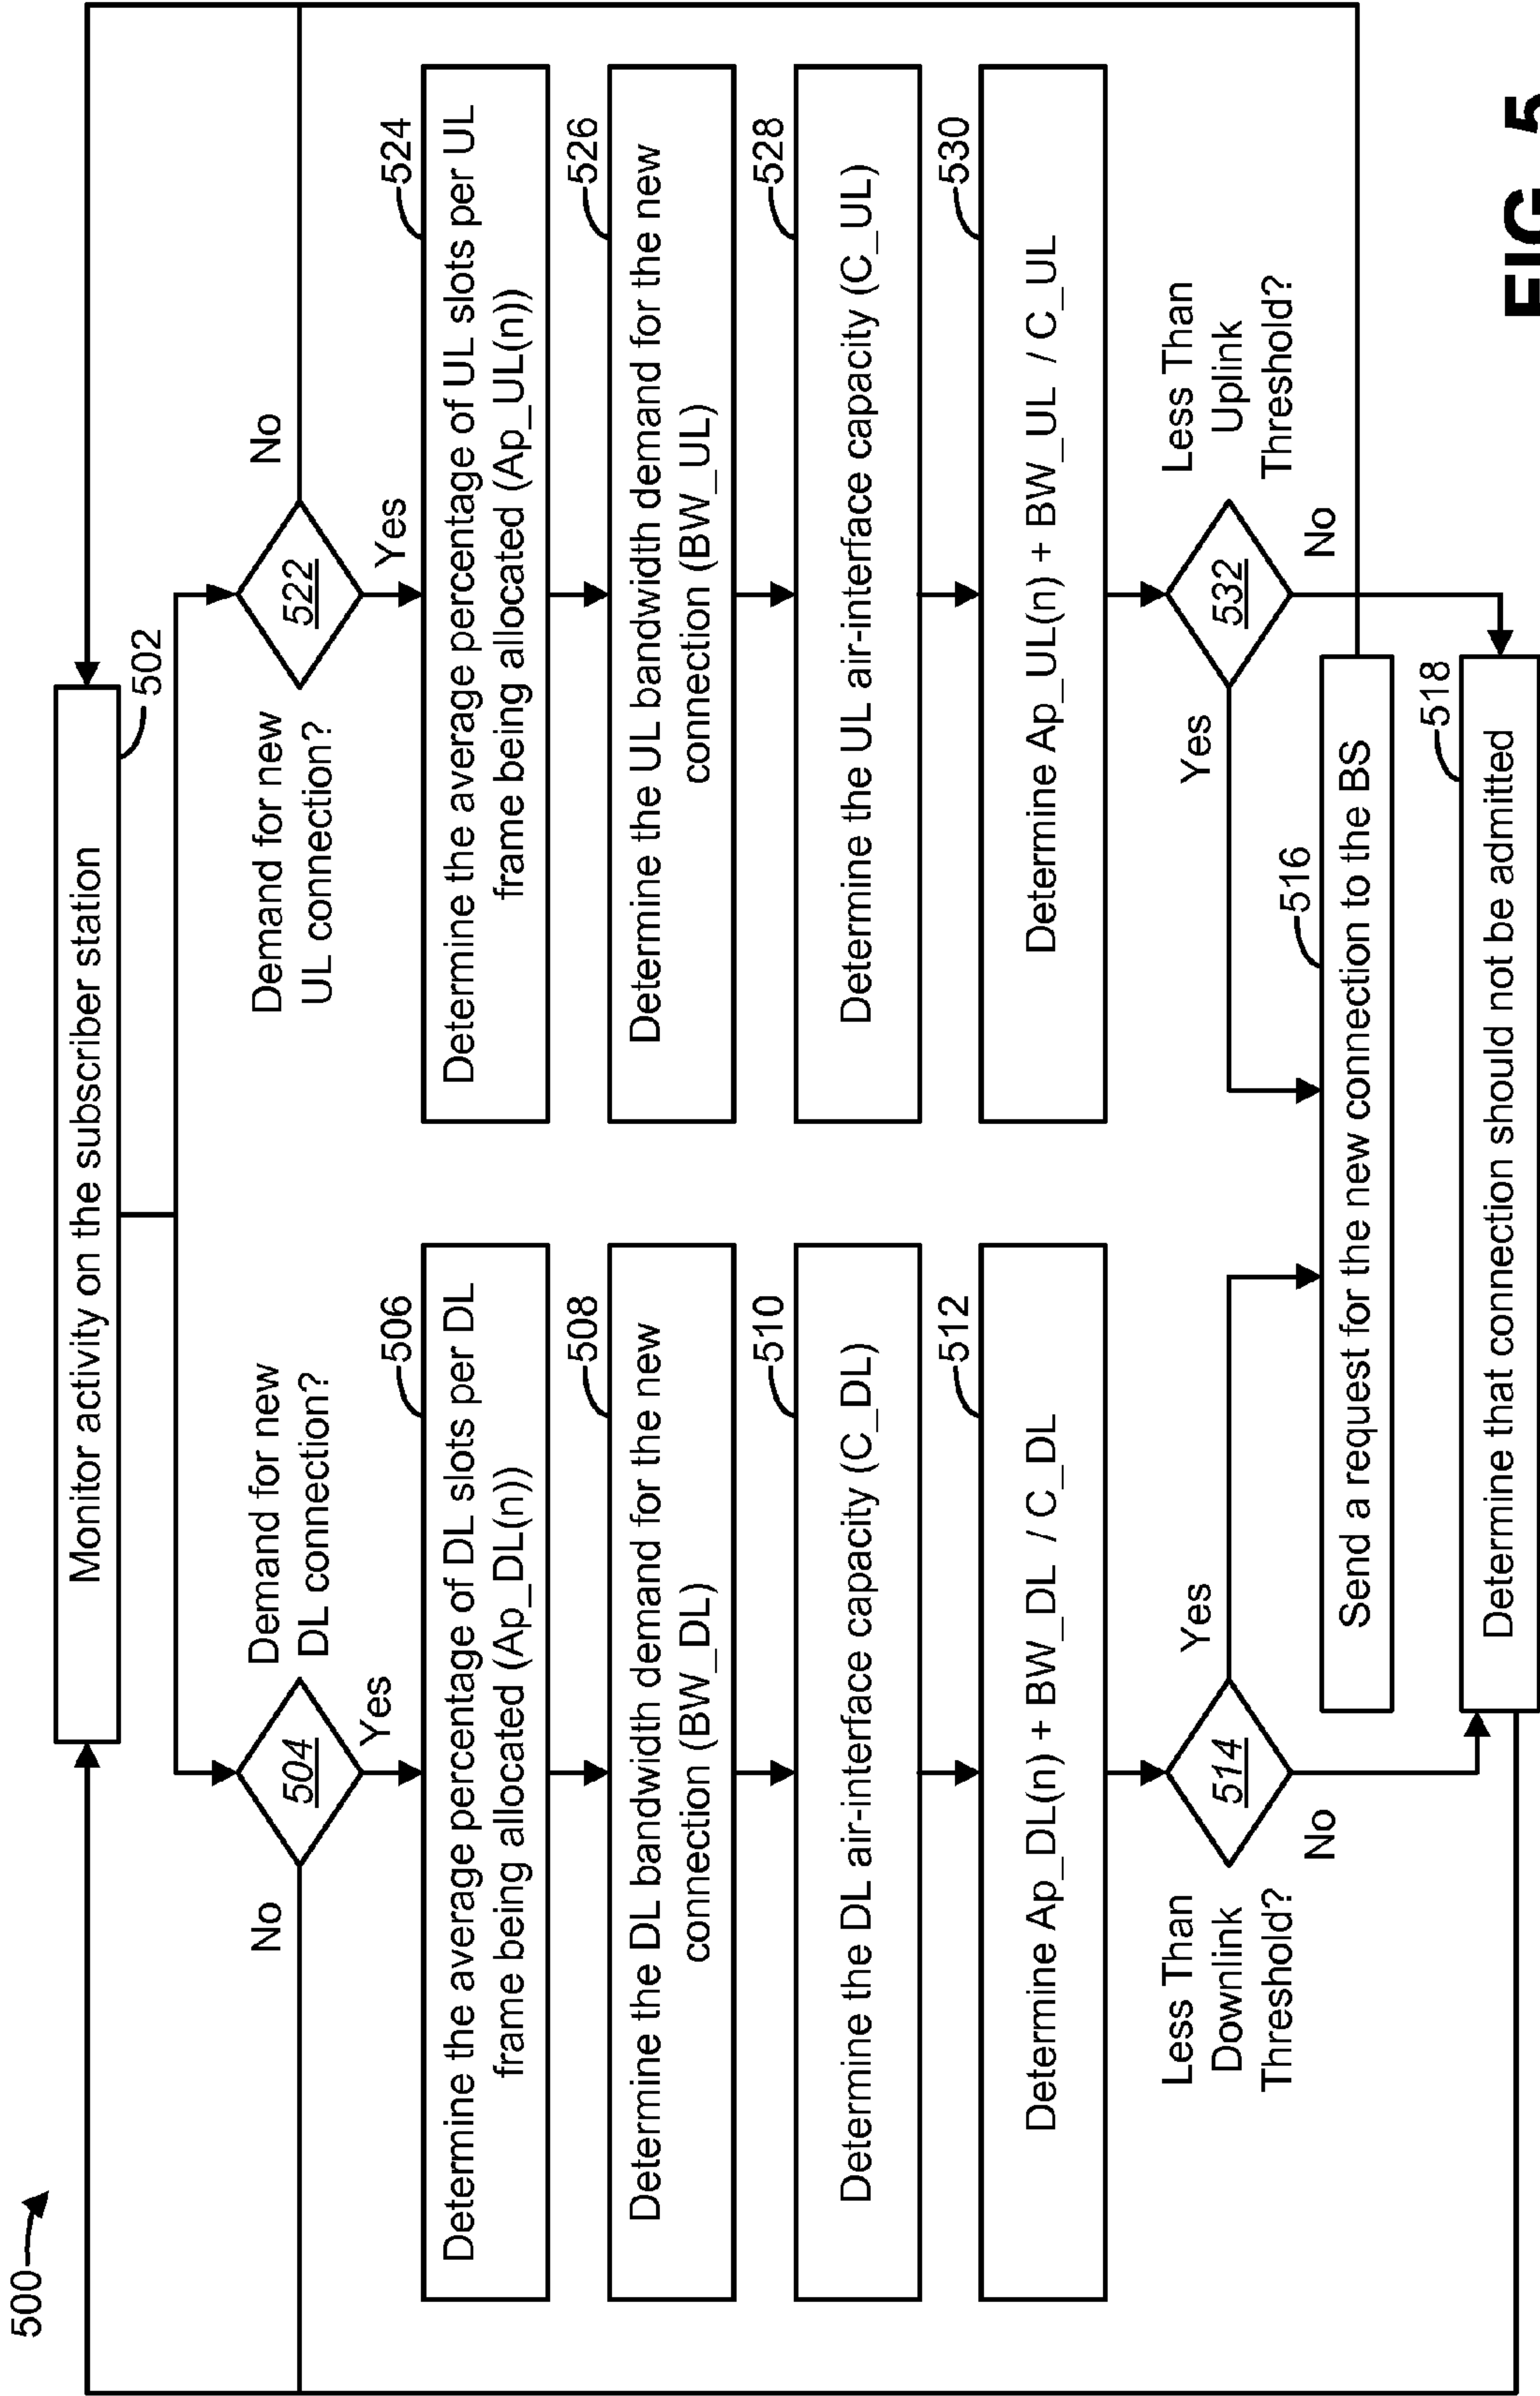 500
Monitor activity on the subscriber station
502
Demand for new
DL connection?
504
No
Yes
Determine the average percentage of DL slots per DL
frame being allocated (Ap_DL(n))
506
Determine the DL bandwidth demand for the new
connection (BW_DL)
508
Determine the DL air-interface capacity (C_DL)
510
Determine Ap_DL(n) + BW_DL / C_DL
512
Less Than
Downlink
Threshold?
514
Yes
No
Demand for new
UL connection?
522
No
Yes
Determine the average percentage of UL slots per UL
frame being allocated (Ap_UL(n))
524
Determine the UL bandwidth demand for the new
connection (BW_UL)
526
Determine the UL air-interface capacity (C_UL)
528
Determine Ap_UL(n) + BW_UL / C_UL
530
Less Than
Uplink
Threshold?
532
Yes
No
516
Send a request for the new connection to the BS
518
Determine that connection should not be admitted
FIG. 5